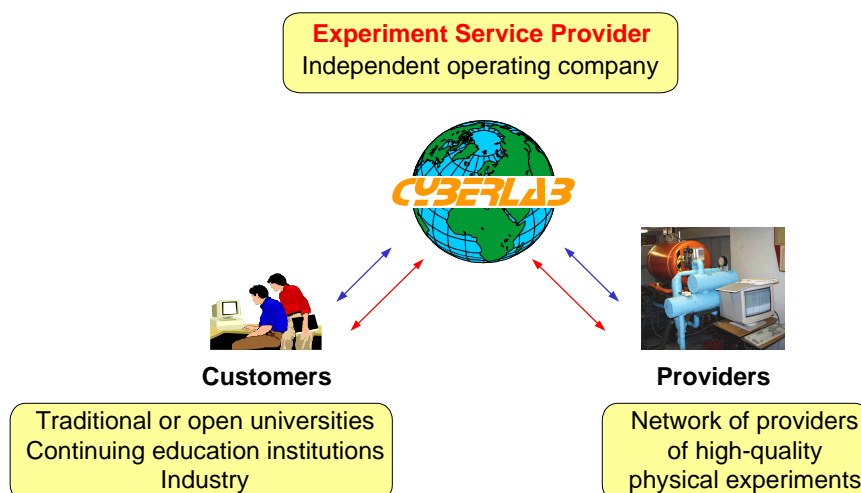 Experiment Service Provider
Independent operating company
CYBERLAB
Customers
Traditional or open universities
Continuing education institutions
Industry
Providers
Network of providers
of high-quality
physical experiments